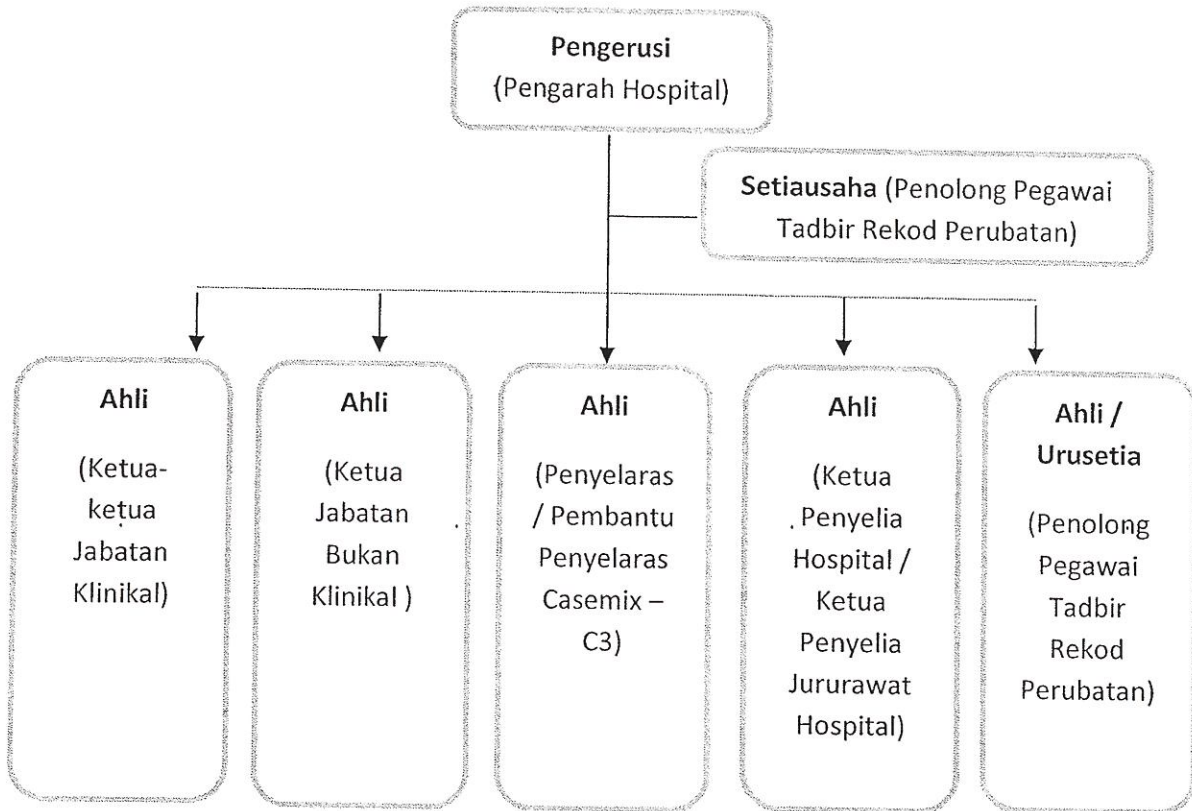 Pengerusi
(Pengarah Hospital)
Setiausaha (Penolong Pegawai
Tadbir Rekod Perubatan)
Ahli
(Ketua-
ketua
Jabatan
Klinikal)
Ahli
(Ketua
Jabatan
Bukan
Klinikal )
Ahli
(Penyelaras
/ Pembantu
Penyelaras
Casemix –
C3)
Ahli
(Ketua
Penyelia
Hospital /
Ketua
Penyelia
Jururawat
Hospital)
Ahli /
Urusetia
(Penolong
Pegawai
Tadbir
Rekod
Perubatan)